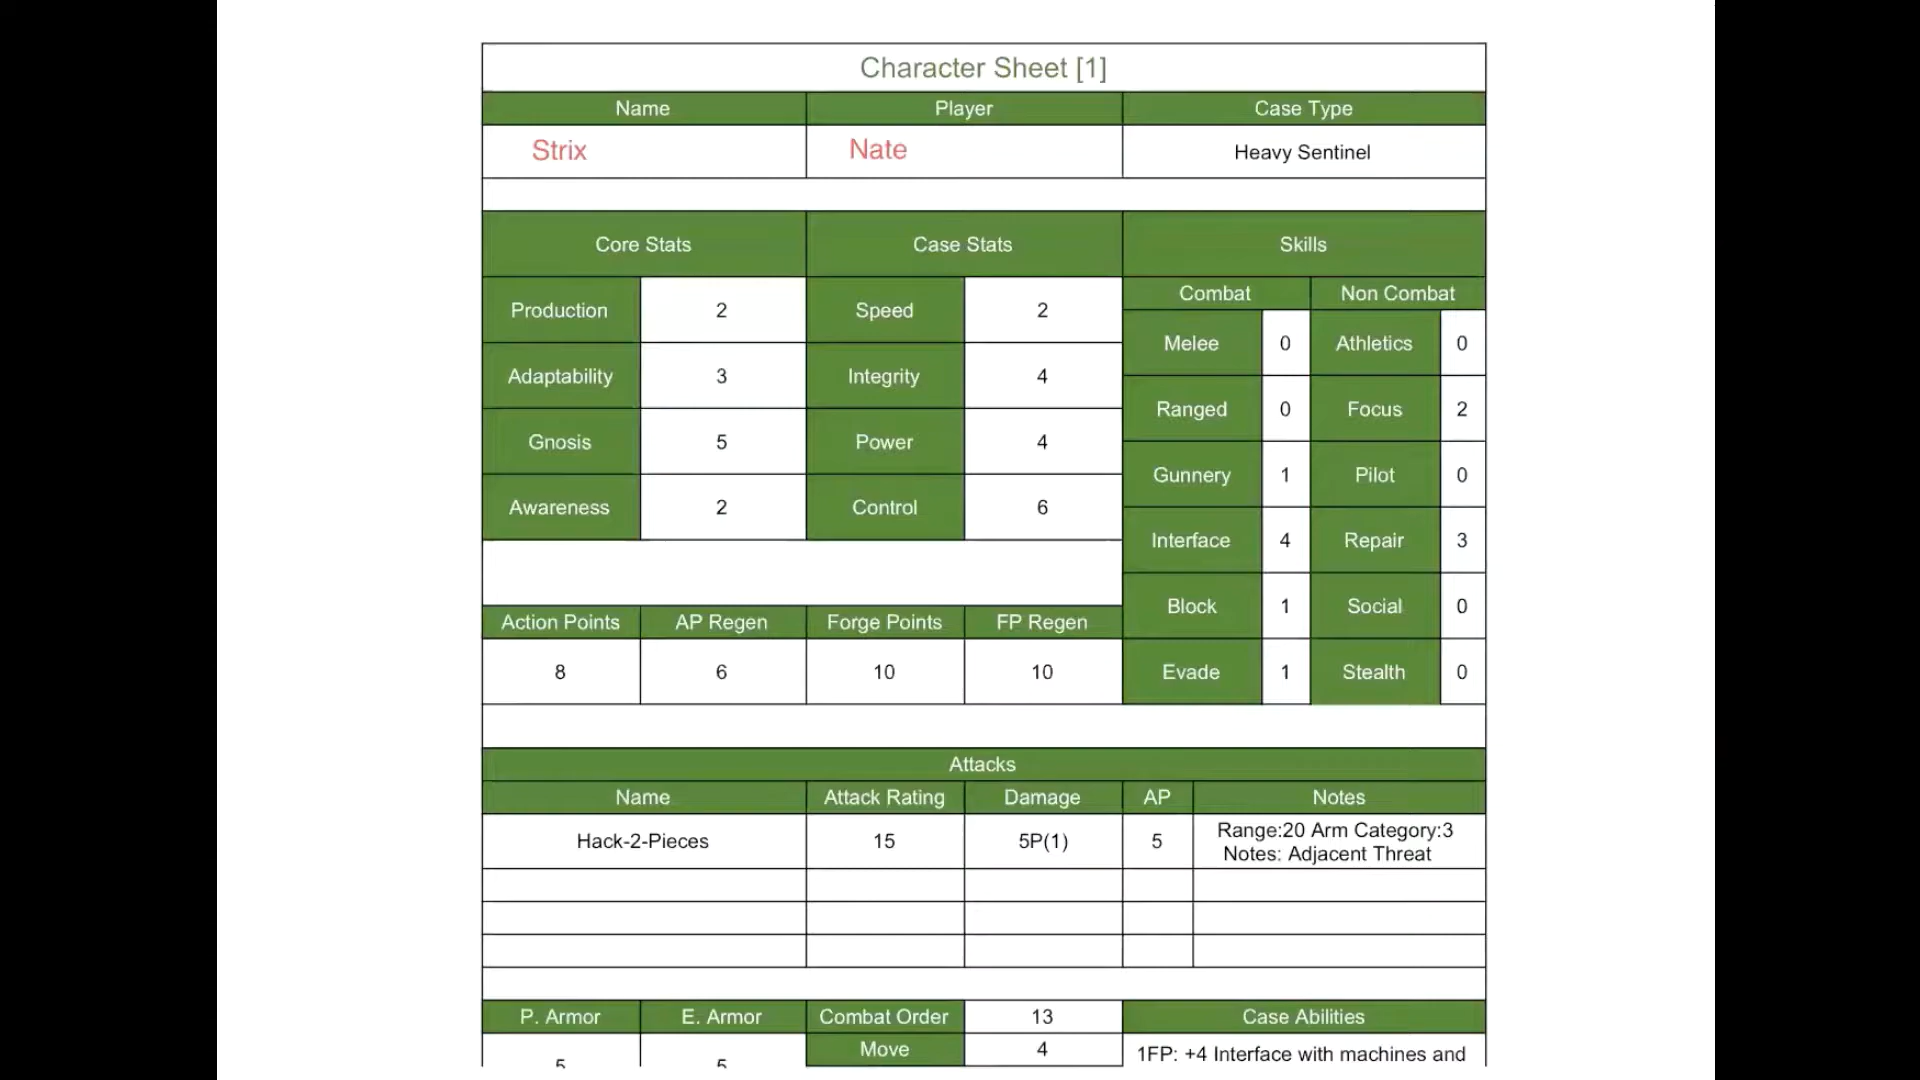 Character Sheet [1]
Name Player Case Type
Strix Nate Heavy Sentinel
Core Stats Case Stats Skills
Combat Non Combat
Production 2 Speed 2
Melee 0 Athletics 0
Adaptability 3 Integrity 4
Ranged 0 Focus 2
Gnosis 5 Power 4
Gunnery 1 Pilot 0
Awareness 2 Control 6
Interface 4 Repair 3
Block 1 Social 0
Action Points AP Regen Forge Points FP Regen
8 6 10 10
Evade 1 Stealth 0
Attacks
Name Attack Rating Damage AP Notes
Hack-2-Pieces 15 5P(1) 5 Range:20 Arm Category:3
Notes: Adjacent Threat
P. Armor E. Armor Combat Order 13 Case Abilities
Move 4
5 5 1FP: +4 Interface with machines and